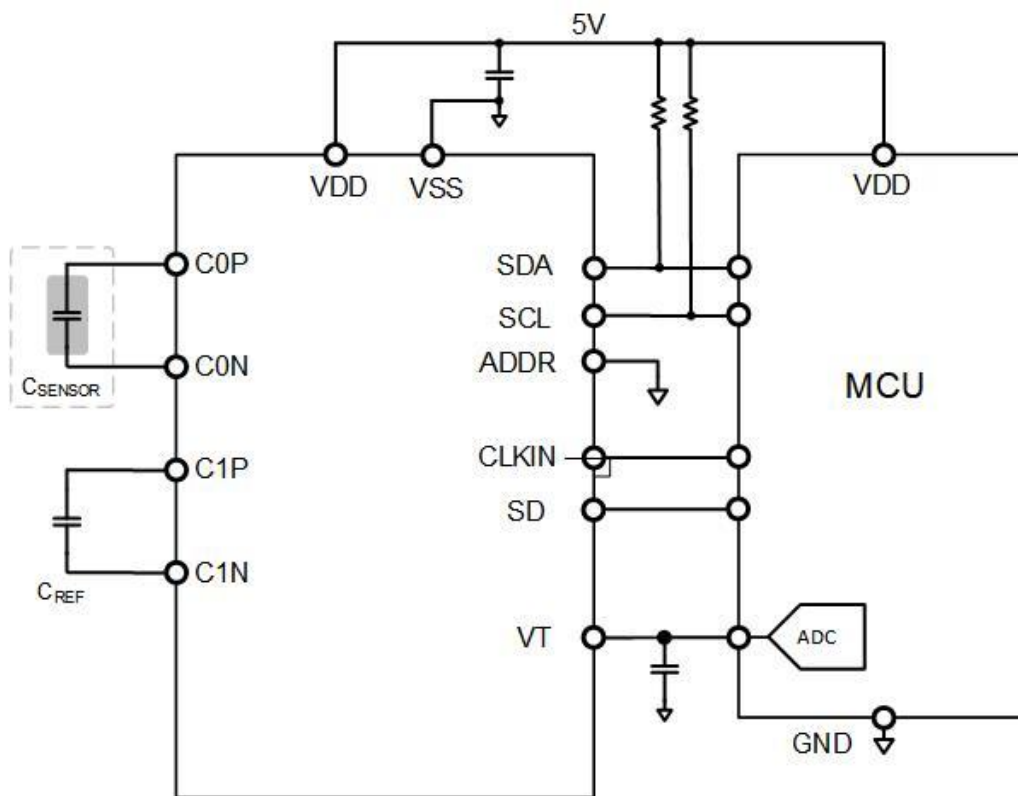 5V
VDD
VSS
VDD
C0P
SDA
SCL
C0N
ADDR
CSENSOR
MCU
C1P
CLKIN
SD
C1N
CREF
VT
ADC
GND